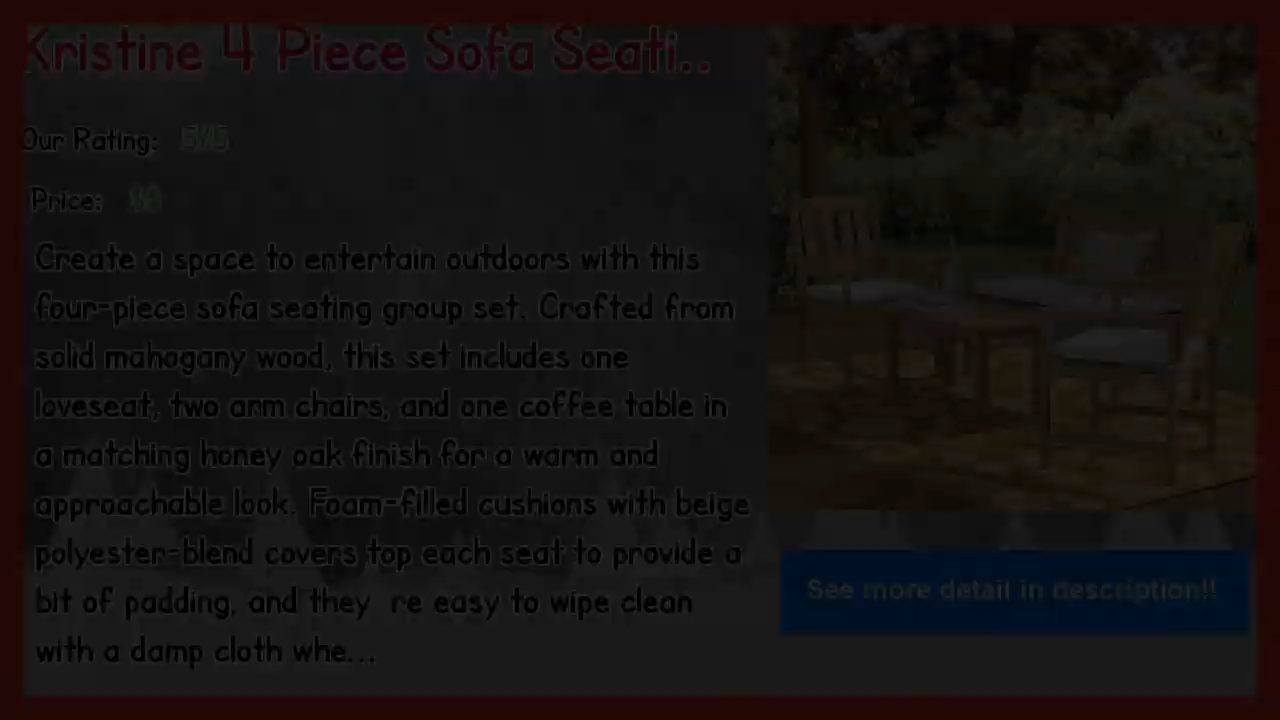 Kristine 4 Piece Sofa Seati..
Our Rating: 5/5
Price: $0
Create a space to entertain outdoors with this
four-piece sofa seating group set. Crafted from
solid mahogany wood, this set includes one
loveseat, two arm chairs, and one coffee table in
a matching honey oak finish for a warm and
approachable look. Foam-filled cushions with beige
polyester-blend covers top each seat to provide a
bit of padding, and they re easy to wipe clean
with a damp cloth whe...
See more detail in description!!